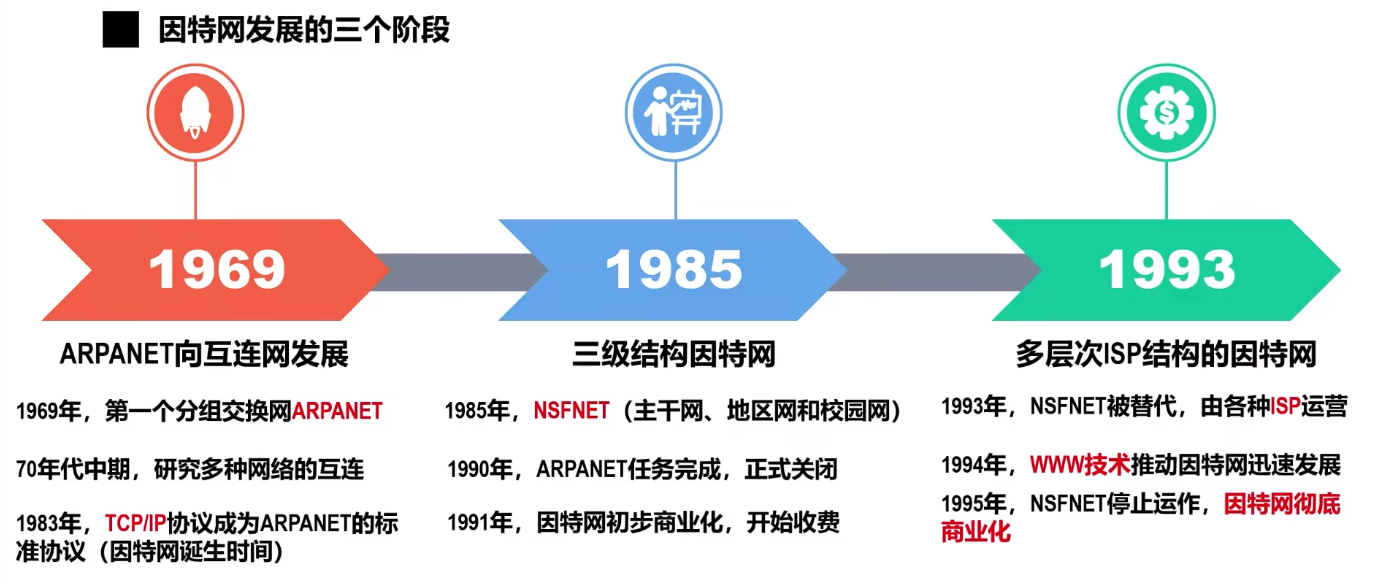 因特网发展的三个阶段
1969
1985
1993
ARPANET向互连网发展
1969年，第一个分组交换网ARPANET
70年代中期，研究多种网络的互连
1983年，TCP/IP协议成为ARPANET的标
准协议（因特网诞生时间）
三级结构因特网
1985年，NSFNET（主干网、地区网和校园网）
1990年，ARPANET任务完成，正式关闭
1991年，因特网初步商业化，开始收费
多层次ISP结构的因特网
1993年，NSFNET被替代，由各种ISP运营
1994年，WWW技术推动因特网迅速发展
1995年，NSFNET停止运作，因特网彻底
商业化